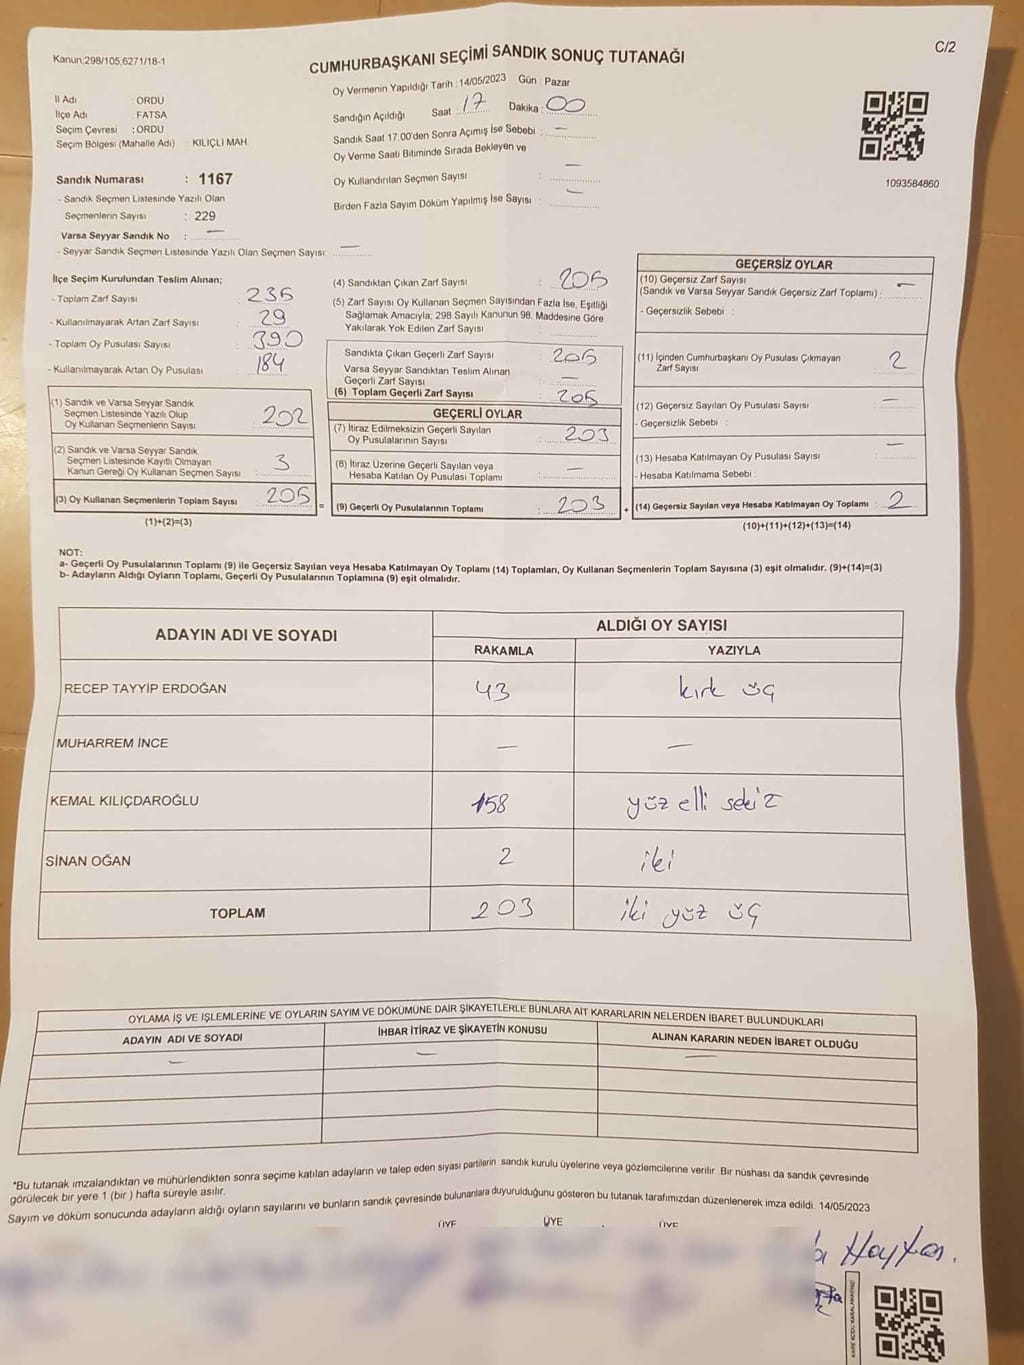 Kanun,298/105,6271/18-1
C/2
CUMHURBAŞKANI SEÇİMİ SANDIK SONUÇ TUTANAĞI
İl Adı : ORDU
İlçe Adı : FATSA
Seçim Çevresi : ORDU
Seçim Bölgesi (Mahalle Adı) : KILIÇLI MAH.
Sandık Numarası : 1167
- Sandık Seçmen Listesinde Yazılı Olan
Seçmenlerin Sayısı : 229
Varsa Seyyar Sandık No : —
- Seyyar Sandık Seçmen Listesinde Yazılı Olan Seçmen Sayısı: —
Oy Vermenin Yapıldığı Tarih : 14/05/2023 Gün : Pazar
Sandığın Açıldığı Saat : 17 Dakika : 00
Sandık Saat 17.00'den Sonra Açımış İse Sebebi : —
Oy Verme Saati Bitiminde Sırada Bekleyen ve
Oy Kullandırılan Seçmen Sayısı : —
Birden Fazla Sayım Döküm Yapılmış İse Sayısı : —
1093584860
İlçe Seçim Kurulundan Teslim Alınan;
- Toplam Zarf Sayısı : 235
- Kullanılmayarak Artan Zarf Sayısı : 29
- Toplam Oy Pusulası Sayısı : 390
- Kullanılmayarak Artan Oy Pusulası : 184
(1) Sandık ve Varsa Seyyar Sandık
Seçmen Listesinde Yazılı Olup
Oy Kullanan Seçmenlerin Sayısı : 202
(2) Sandık ve Varsa Seyyar Sandık
Seçmen Listesinde Kayıtlı Olmayan
Kanun Gereği Oy Kullanan Seçmen Sayısı : 3
(3) Oy Kullanan Seçmenlerin Toplam Sayısı : 205
(1)+(2)=(3)
(4) Sandıktan Çıkan Zarf Sayısı : 205
(5) Zarf Sayısı Oy Kullanan Seçmen Sayısından Fazla İse, Eşitliği
Sağlamak Amacıyla; 298 Sayılı Kanunun 98. Maddesine Göre
Yakılarak Yok Edilen Zarf Sayısı :
Sandıkta Çıkan Geçerli Zarf Sayısı : 205
Varsa Seyyar Sandıktan Teslim Alınan
Geçerli Zarf Sayısı : —
(6) Toplam Geçerli Zarf Sayısı : 205
GEÇERLİ OYLAR
(7) İtiraz Edilmeksizin Geçerli Sayılan
Oy Pusulalarının Sayısı : 203
(8) İtiraz Üzerine Geçerli Sayılan veya
Hesaba Katılan Oy Pusulası Toplamı : —
= (9) Geçerli Oy Pusulalarının Toplamı : 203
GEÇERSİZ OYLAR
(10) Geçersiz Zarf Sayısı
(Sandık ve Varsa Seyyar Sandık Geçersiz Zarf Toplamı) : —
- Geçersizlik Sebebi :
(11) İçinden Cumhurbaşkanı Oy Pusulası Çıkmayan
Zarf Sayısı : 2
(12) Geçersiz Sayılan Oy Pusulası Sayısı : —
- Geçersizlik Sebebi :
(13) Hesaba Katılmayan Oy Pusulası Sayısı : —
- Hesaba Katılmama Sebebi :
+ (14) Geçersiz Sayılan veya Hesaba Katılmayan Oy Toplamı : 2
(10)+(11)+(12)+(13)=(14)
NOT:
a- Geçerli Oy Pusulalarının Toplamı (9) ile Geçersiz Sayılan veya Hesaba Katılmayan Oy Toplamı (14) Toplamları, Oy Kullanan Seçmenlerin Toplam Sayısına (3) eşit olmalıdır. (9)+(14)=(3)
b- Adayların Aldığı Oyların Toplamı, Geçerli Oy Pusulalarının Toplamına (9) eşit olmalıdır.
ADAYIN ADI VE SOYADI ALDIĞI OY SAYISI
RAKAMLA YAZIYLA
RECEP TAYYİP ERDOĞAN 43 kırk üç
MUHARREM İNCE — —
KEMAL KILIÇDAROĞLU 158 yüz elli sekiz
SİNAN OĞAN 2 iki
TOPLAM 203 iki yüz üç
OYLAMA İŞ VE İŞLEMLERİNE VE OYLARIN SAYIM VE DÖKÜMÜNE DAİR ŞİKAYETLERLE BUNLARA AİT KARARLARIN NELERDEN İBARET BULUNDUKLARI
ADAYIN ADI VE SOYADI İHBAR İTİRAZ VE ŞİKAYETİN KONUSU ALINAN KARARIN NEDEN İBARET OLDUĞU
— — —
*Bu tutanak imzalandıktan ve mühürlendikten sonra seçime katılan adayların ve talep eden siyasi partilerin sandık kurulu üyelerine veya gözlemcilerine verilir. Bir nüshası da sandık çevresinde
görülecek bir yere 1 (bir) hafta süreyle asılır.
Sayım ve döküm sonucunda adayların aldığı oyların sayılarını ve bunların sandık çevresinde bulunanlara duyurulduğunu gösteren bu tutanak tarafımızdan düzenlenerek imza edildi. 14/05/2023
ÜYE ÜYE ÜYE